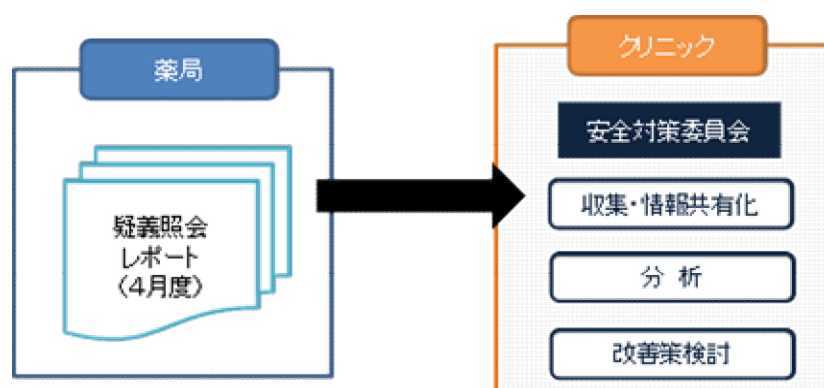 薬局
疑義照会
レポート
(4月度)
クリニック
安全対策委員会
収集・情報共有化
分 析
改善策検討